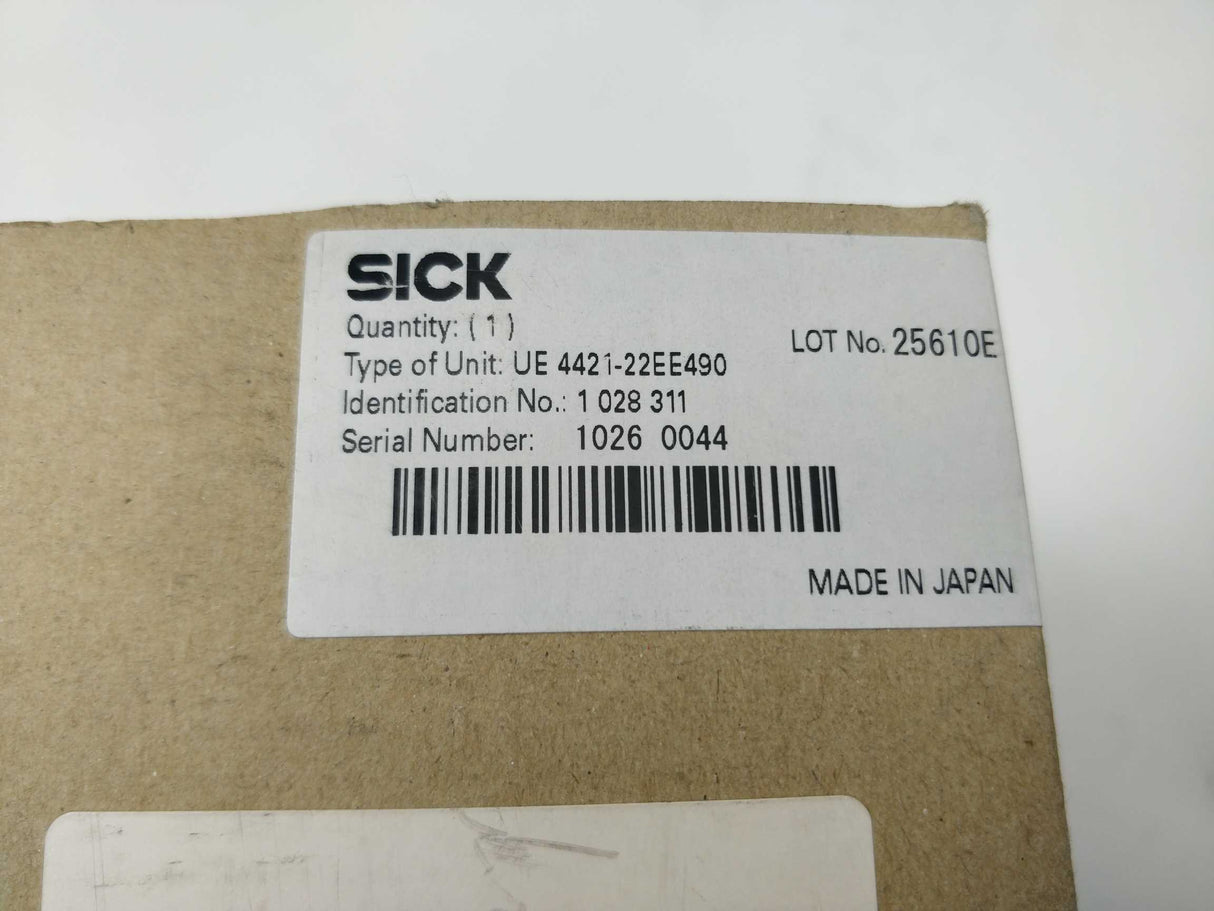 SICK
Quantity: ( 1 )
LOT No. 25610E
Type of Unit: UE 4421-22EE490
Identification No.: 1 028 311
Serial Number: 1026 0044
MADE IN JAPAN